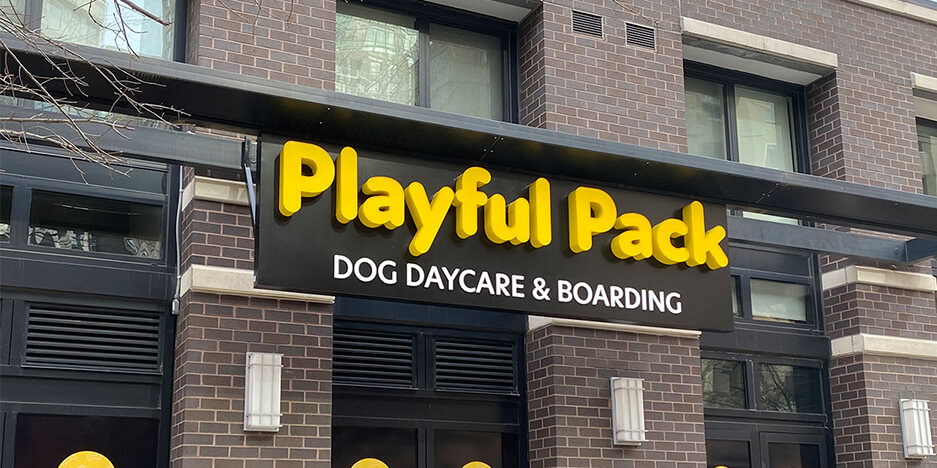 Playful Pack
DOG DAYCARE & BOARDING